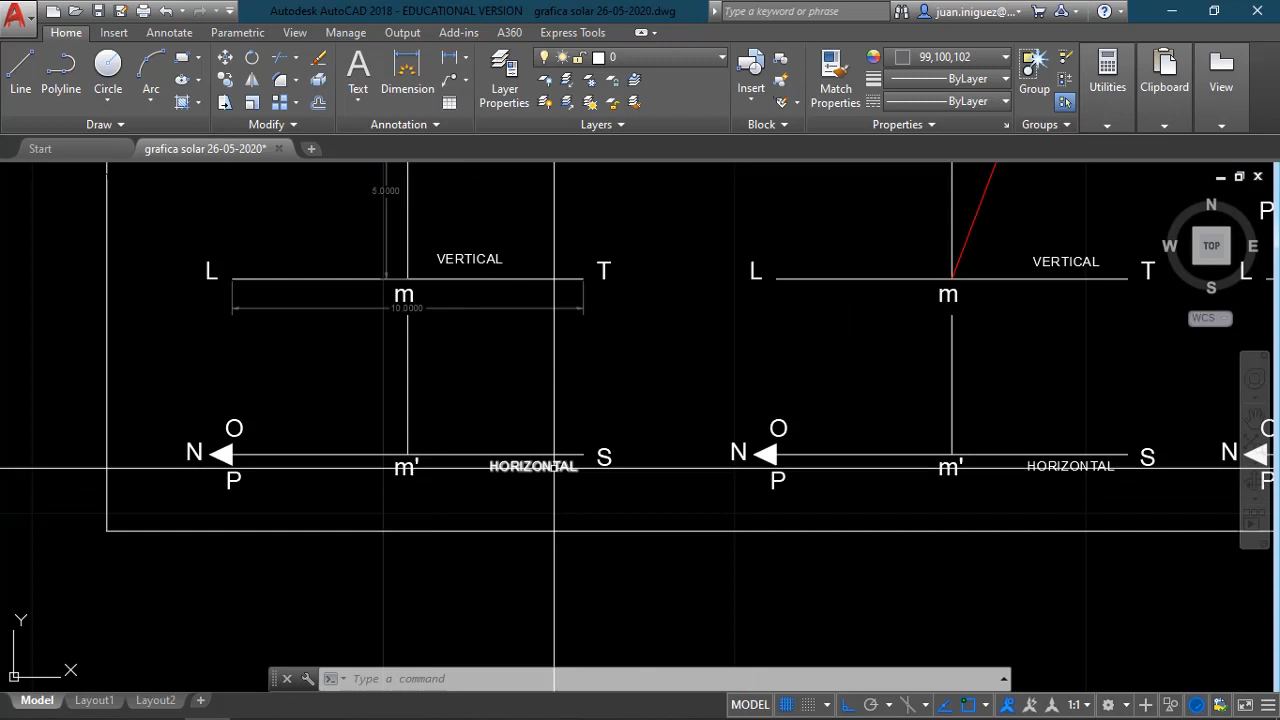 Autodesk AutoCAD 2018 - EDUCATIONAL VERSION grafica solar 26-05-2020.dwg
Type a keyword or phrase
juan.iniguez@...
Home Insert Annotate Parametric View Manage Output Add-ins A360 Express Tools
Line Polyline Circle Arc
Text Dimension
Layer Properties
0
Insert
Match Properties
99,100,102
ByLayer
ByLayer
Group
Utilities
Clipboard
View
Draw Modify Annotation Layers Block Properties Groups
Start
grafica solar 26-05-2020*
5.0000
N
W TOP E
S
WCS
P
L VERTICAL T
m
10.0000
L VERTICAL T
m
L
O
N
m' HORIZONTAL S
P
O
N
m' HORIZONTAL S
P
O
N
P
Y
X
Type a command
Model Layout1 Layout2
MODEL
1:1